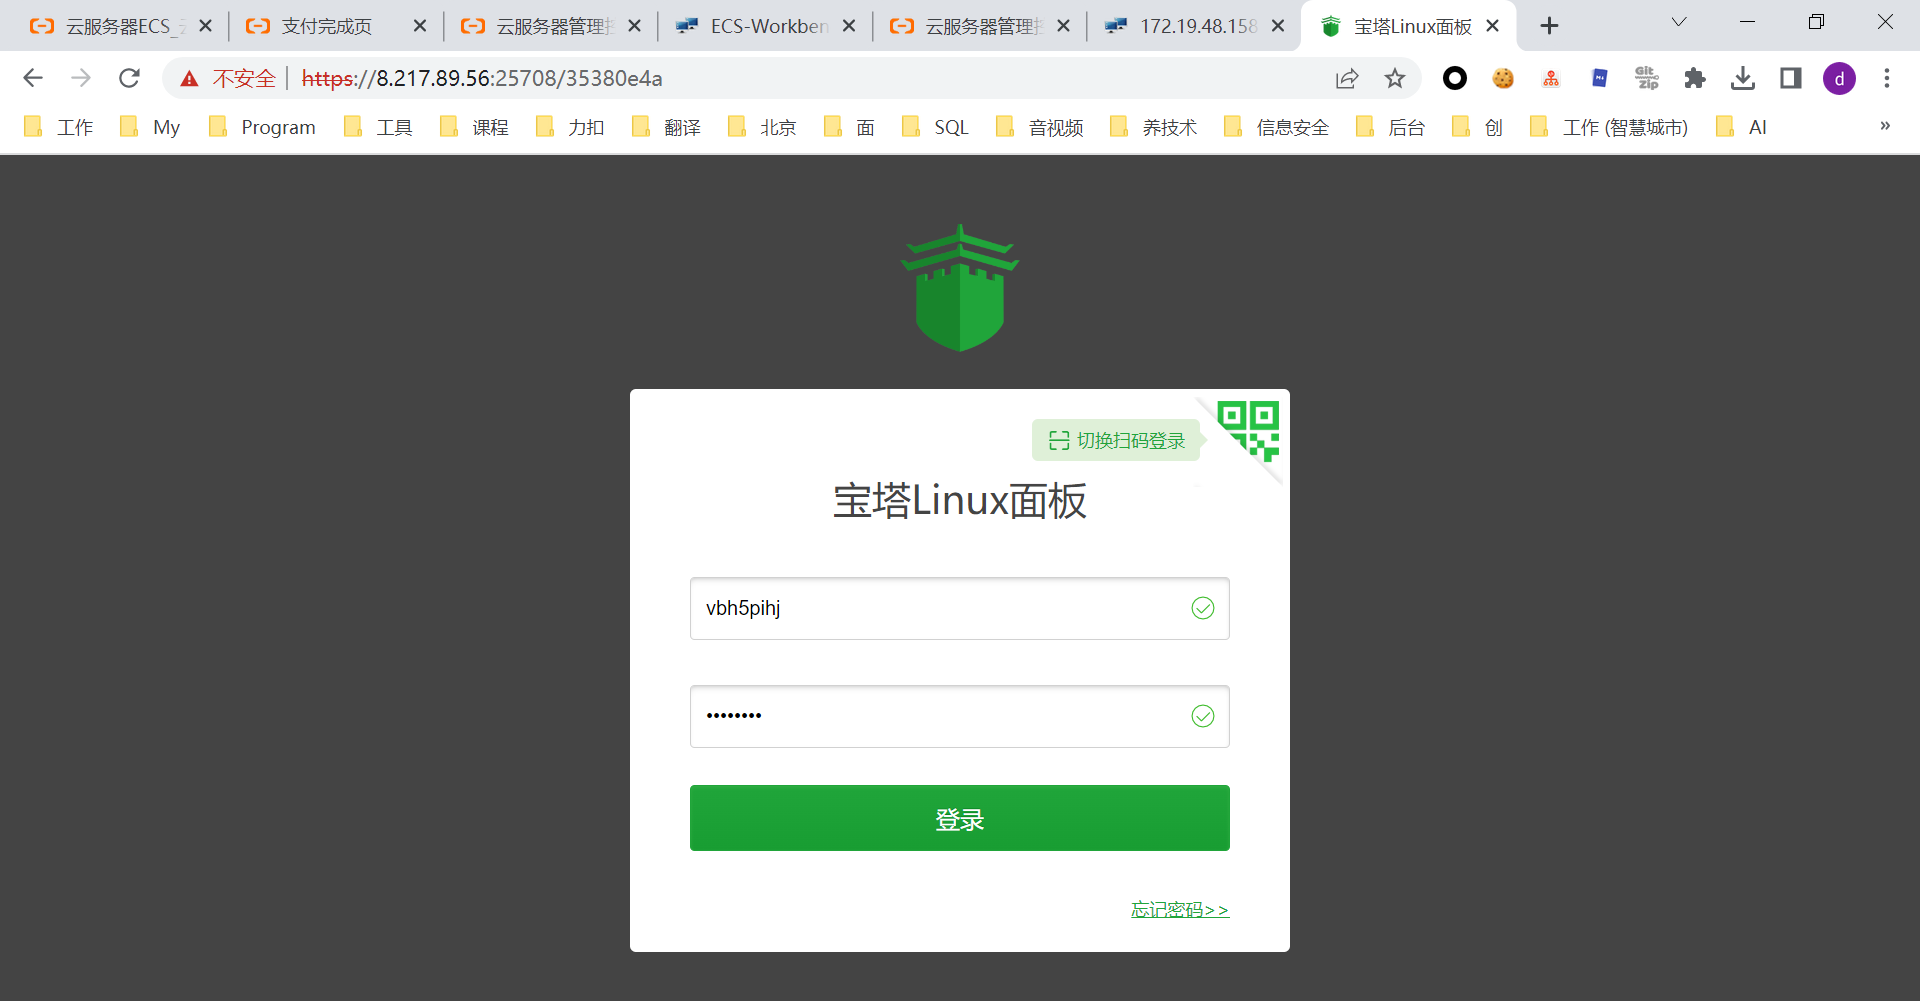 云服务器ECS_
支付完成页
云服务器管理
ECS-Workben
云服务器管理
172.19.48.158
宝塔Linux面板
不安全 https://8.217.89.56:25708/35380e4a
Git
Zip
d
工作 My Program 工具 课程 力扣 翻译 北京 面 SQL 音视频 养技术 信息安全 后台 创 工作 (智慧城市) AI »
切换扫码登录
宝塔Linux面板
vbh5pihj
••••••••
登录
忘记密码>>